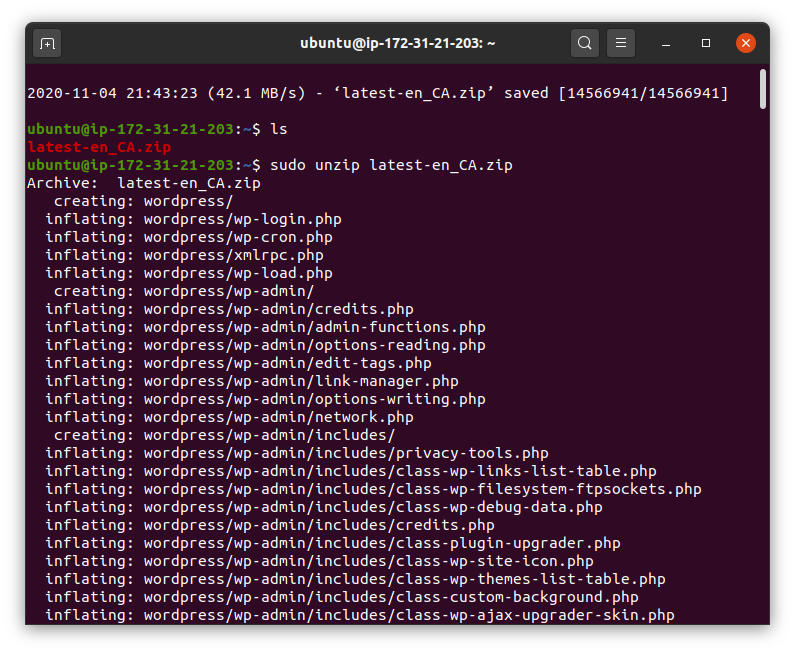 ubuntu@ip-172-31-21-203: ~
2020-11-04 21:43:23 (42.1 MB/s) - ‘latest-en_CA.zip’ saved [14566941/14566941]
ubuntu@ip-172-31-21-203:~$ ls
latest-en_CA.zip
ubuntu@ip-172-31-21-203:~$ sudo unzip latest-en_CA.zip
Archive:  latest-en_CA.zip
   creating: wordpress/
  inflating: wordpress/wp-login.php
  inflating: wordpress/wp-cron.php
  inflating: wordpress/xmlrpc.php
  inflating: wordpress/wp-load.php
   creating: wordpress/wp-admin/
  inflating: wordpress/wp-admin/credits.php
  inflating: wordpress/wp-admin/admin-functions.php
  inflating: wordpress/wp-admin/options-reading.php
  inflating: wordpress/wp-admin/edit-tags.php
  inflating: wordpress/wp-admin/link-manager.php
  inflating: wordpress/wp-admin/options-writing.php
  inflating: wordpress/wp-admin/network.php
   creating: wordpress/wp-admin/includes/
  inflating: wordpress/wp-admin/includes/privacy-tools.php
  inflating: wordpress/wp-admin/includes/class-wp-links-list-table.php
  inflating: wordpress/wp-admin/includes/class-wp-filesystem-ftpsockets.php
  inflating: wordpress/wp-admin/includes/class-wp-debug-data.php
  inflating: wordpress/wp-admin/includes/credits.php
  inflating: wordpress/wp-admin/includes/class-plugin-upgrader.php
  inflating: wordpress/wp-admin/includes/class-wp-site-icon.php
  inflating: wordpress/wp-admin/includes/class-wp-themes-list-table.php
  inflating: wordpress/wp-admin/includes/class-custom-background.php
  inflating: wordpress/wp-admin/includes/class-wp-ajax-upgrader-skin.php